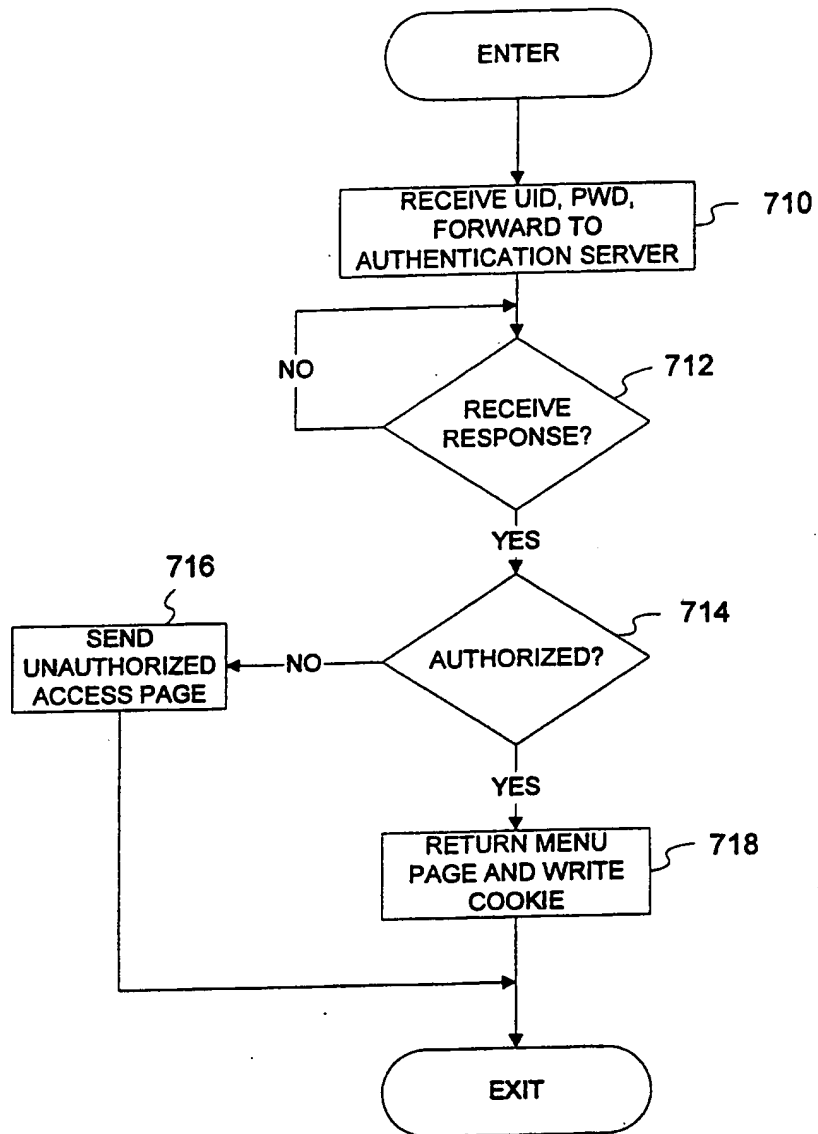 ENTER
RECEIVE UID, PWD,
FORWARD TO
AUTHENTICATION SERVER
710
NO
712
RECEIVE
RESPONSE?
YES
716
714
SEND
UNAUTHORIZED
ACCESS PAGE
NO
AUTHORIZED?
YES
RETURN MENU
PAGE AND WRITE
COOKIE
718
EXIT